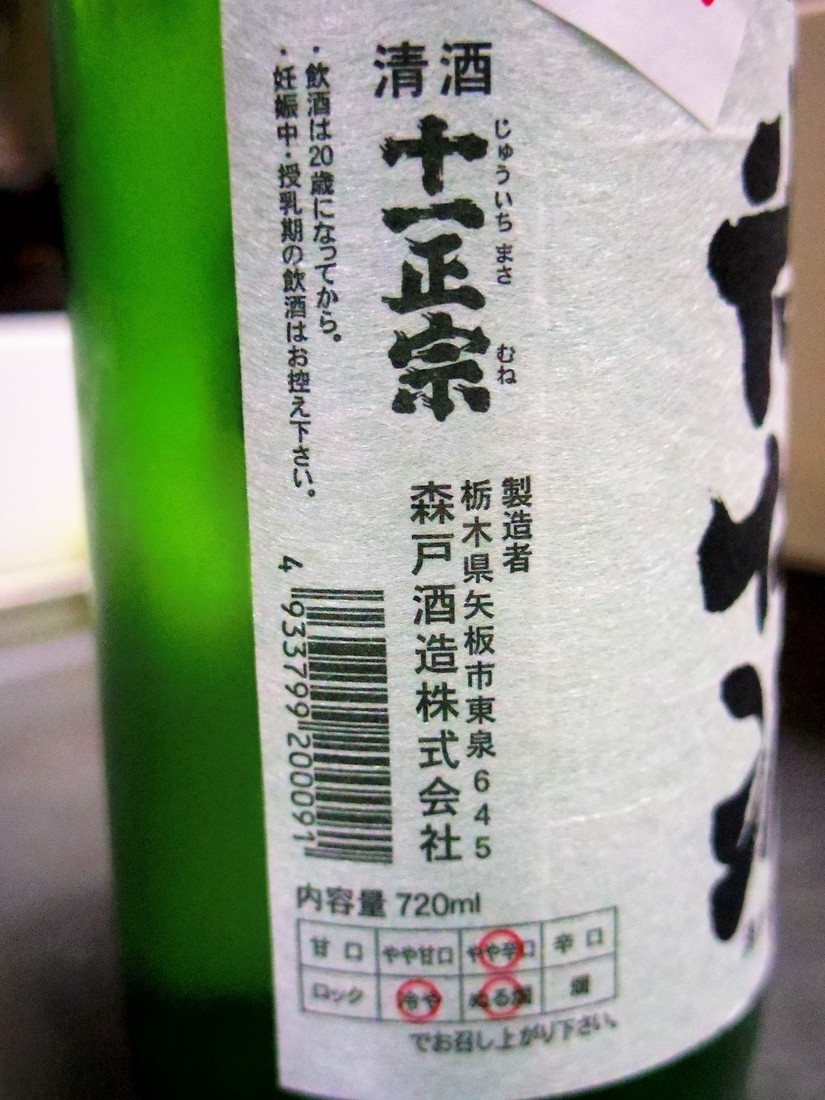 清酒
じゅういち まさ むね
十一正宗
・飲酒は20歳になってから。
・妊娠中・授乳期の飲酒はお控え下さい。
製造者
栃木県矢板市東泉645
森戸酒造株式会社
4 933799 200091
内容量 720ml
甘口 やや甘口 やや辛口 辛口
ロック 冷や ぬる燗 燗
でお召し上がり下さい。